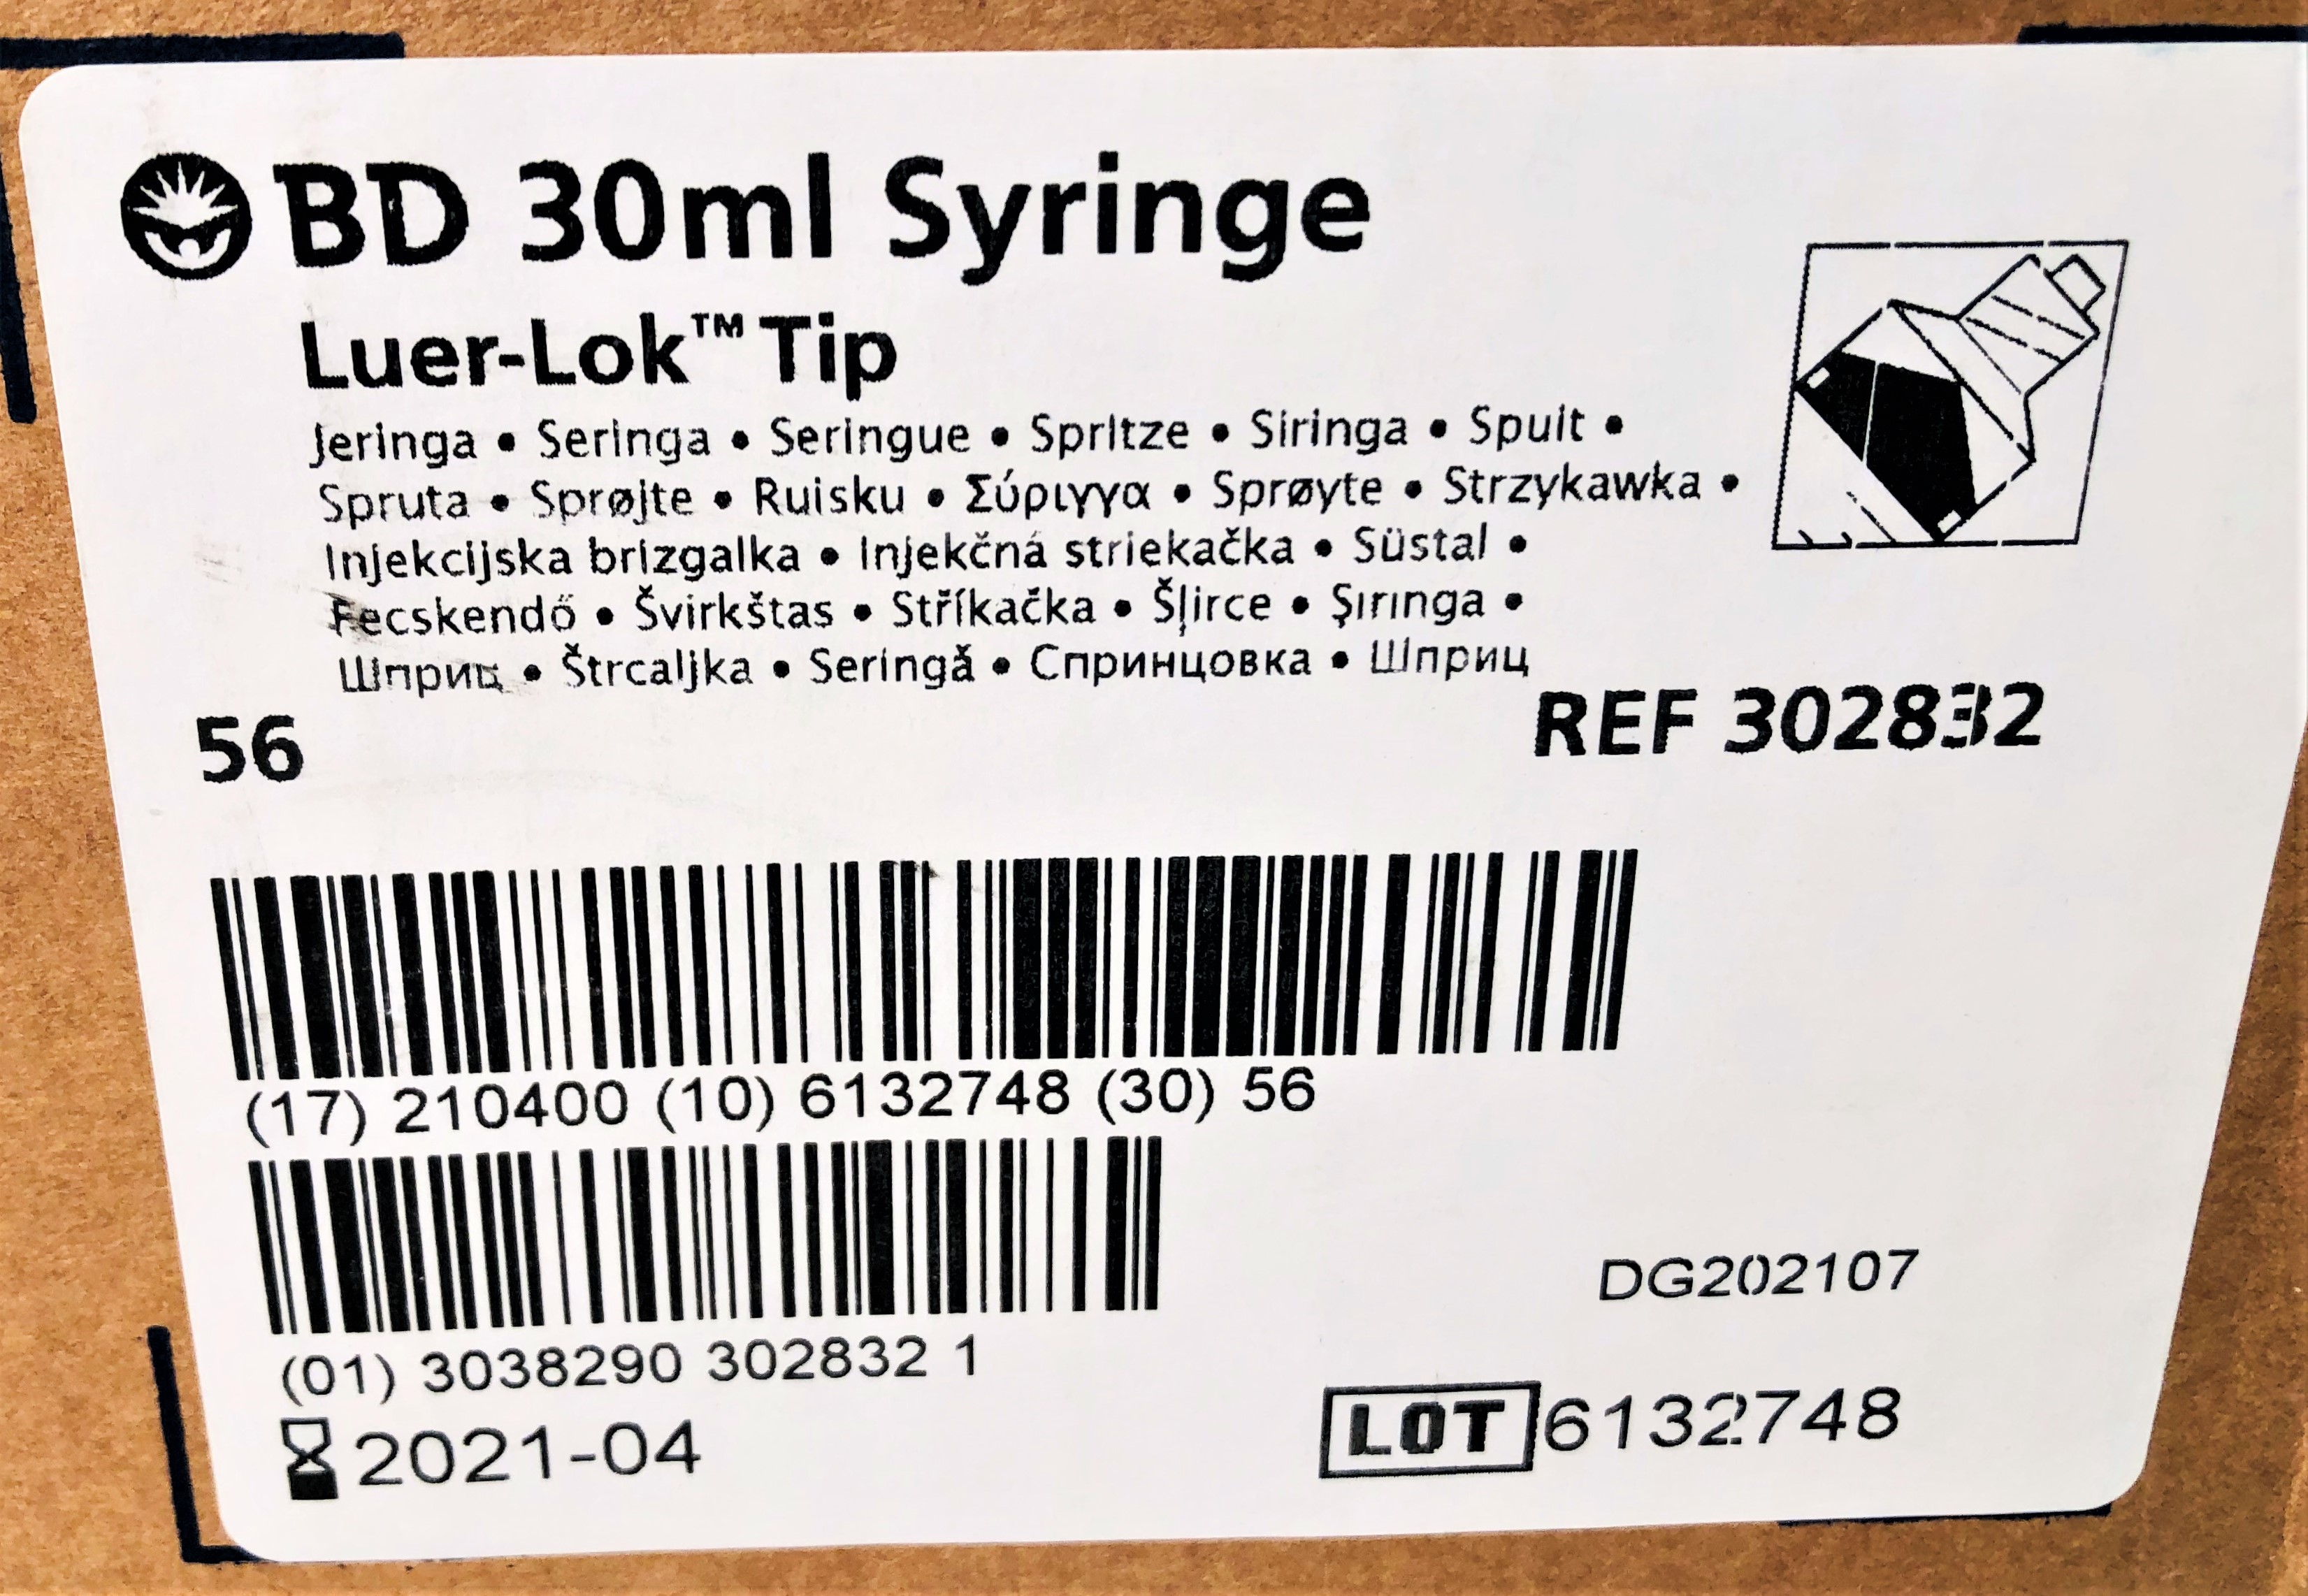 BD 30ml Syringe
Luer-Lok™ Tip
Jeringa • Seringa • Seringue • Spritze • Siringa • Spuit •
Spruta • Sprøjte • Ruisku • Σύριγγα • Sprøyte • Strzykawka •
Injekcijska brizgalka • Injekčná striekačka • Süstal •
Fecskendő • Švirkštas • Stříkačka • Šļirce • Şırınga •
Шприц • Štrcaljka • Seringă • Спринцовка • Шприц
56
REF 302832
(17) 210400 (10) 6132748 (30) 56
(01) 3038290 302832 1
DG202107
2021-04
LOT 6132748